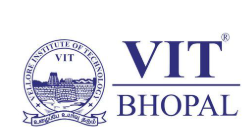 VELLORE INSTITUTE OF TECHNOLOGY
VIT
VIT®
BHOPAL